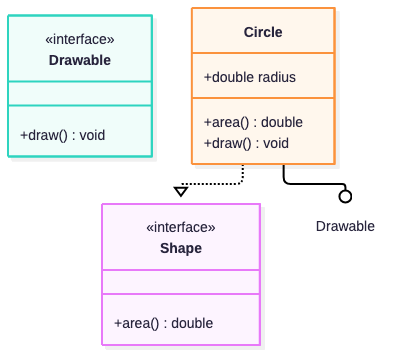 «interface»
Drawable
+draw() : void
Circle
+double radius
+area() : double
+draw() : void
«interface»
Shape
+area() : double
Drawable